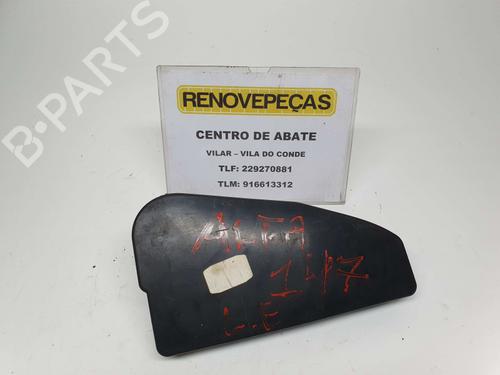 B-PARTS
RENOVEPEÇAS
CENTRO DE ABATE
VILAR – VILA DO CONDE
TLF: 229270881
TLM: 916613312
ALFA
147